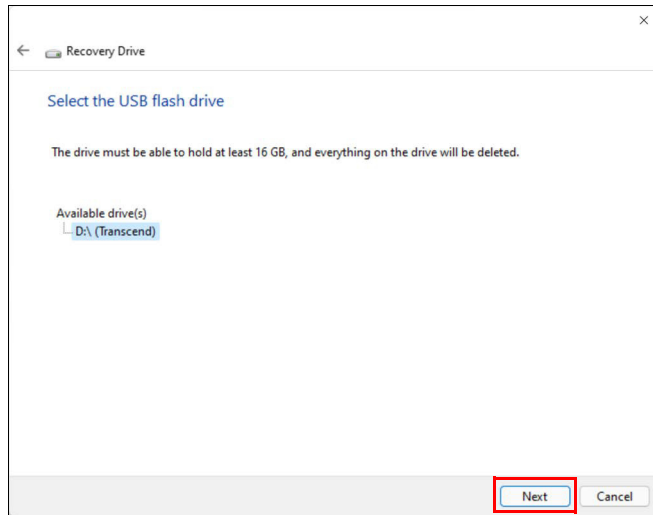 Recovery Drive
Select the USB flash drive
The drive must be able to hold at least 16 GB, and everything on the drive will be deleted.
Available drive(s)
D:\ (Transcend)
Next Cancel